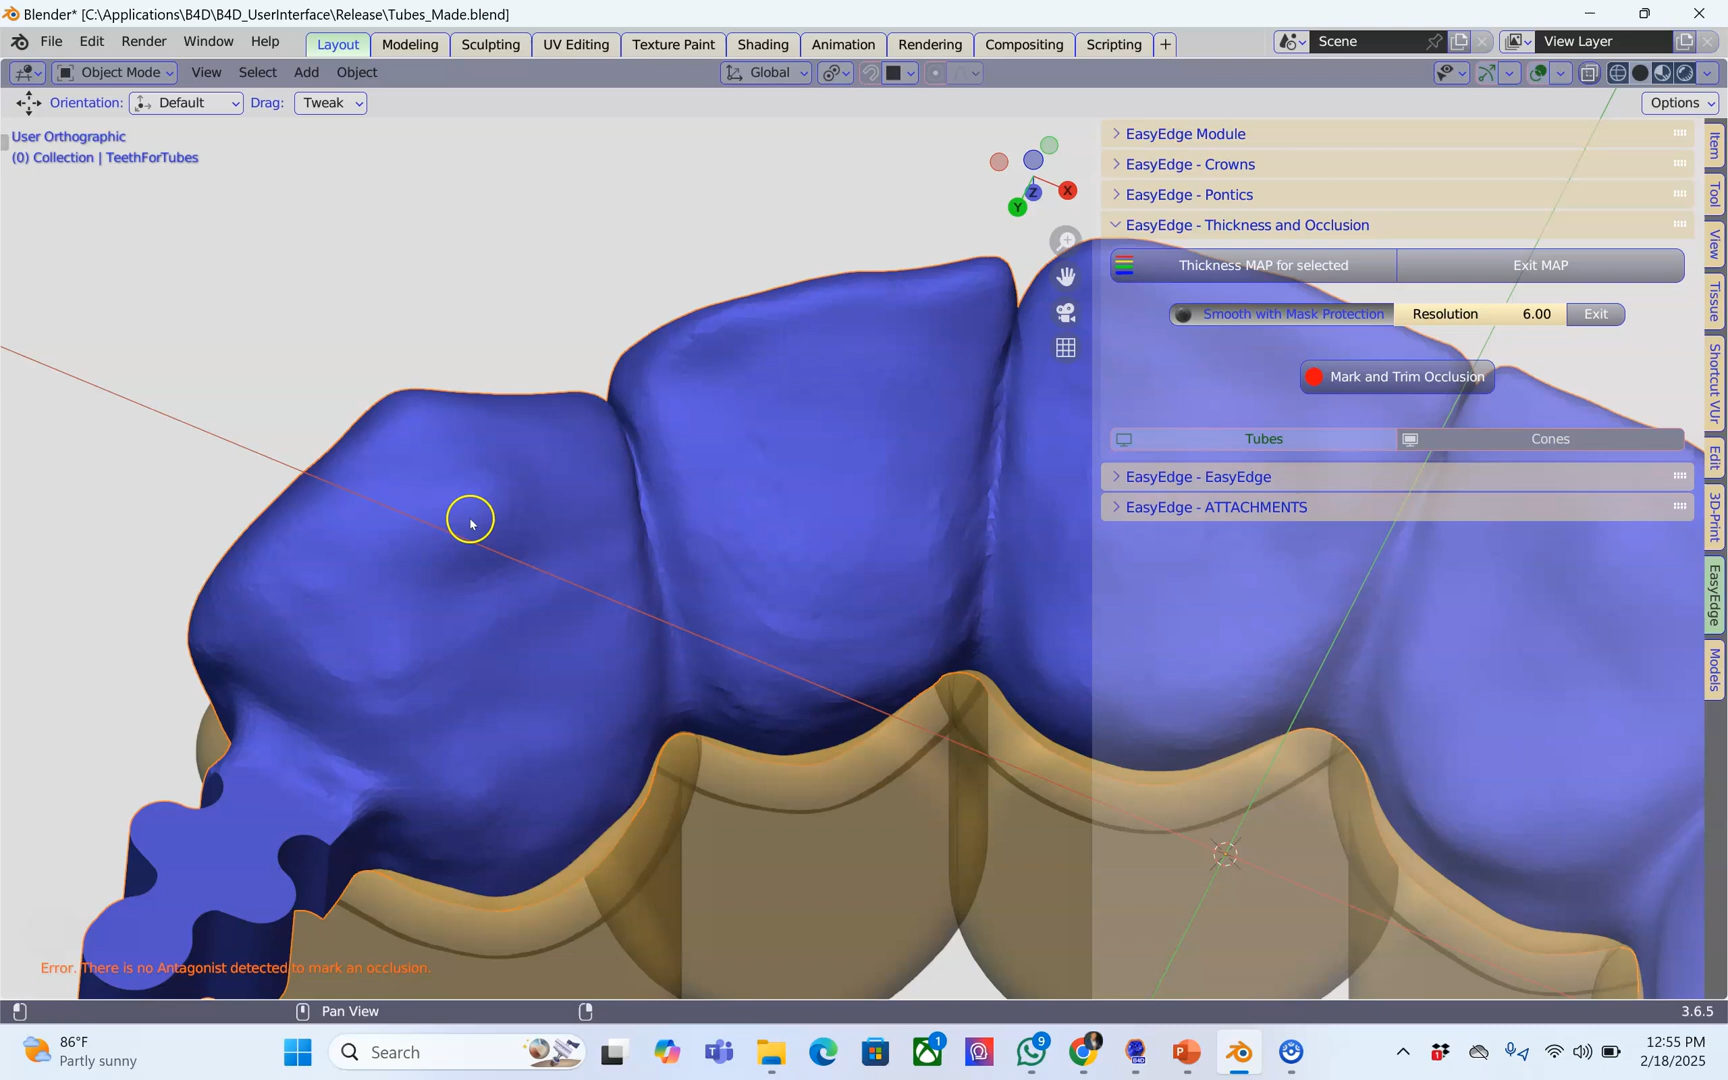 Blender* [C:\Applications\B4D\B4D_UserInterface\Release\Tubes_Made.blend]
File Edit Render Window Help Layout Modeling Sculpting UV Editing Texture Paint Shading Animation Rendering Compositing Scripting + Scene View Layer
Object Mode View Select Add Object Global
Orientation: Default Drag: Tweak Options
User Orthographic
(0) Collection | TeethForTubes
X
Y
Z
EasyEdge Module
EasyEdge - Crowns
EasyEdge - Pontics
EasyEdge - Thickness and Occlusion
Thickness MAP for selected Exit MAP
Smooth with Mask Protection Resolution 6.00 Exit
Mark and Trim Occlusion
Tubes Cones
EasyEdge - EasyEdge
EasyEdge - ATTACHMENTS
Item
Tool
View
Tissue
Shortcut VUr
Edit
3D-Print
EasyEdge
Models
Error. There is no Antagonist detected to mark an occlusion.
Pan View 3.6.5
86°F
Partly sunny
Search
1
9
B4D
1
12:55 PM
2/18/2025